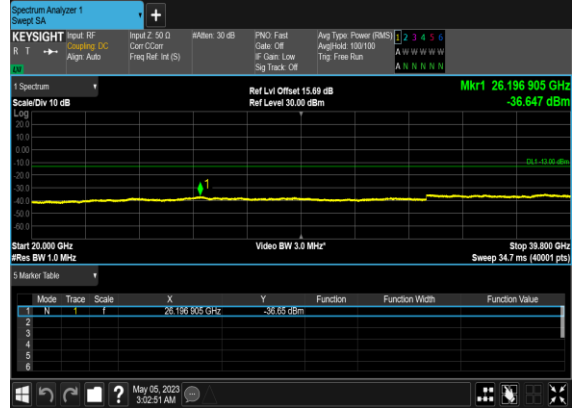 Spectrum Analyzer 1
Swept SA
KEYSIGHT
R T
Input: RF
Coupling: DC
Align: Auto
Input Z: 50 Ω
Corr CCorr
Freq Ref: Int (S)
#Atten: 30 dB
PNO: Fast
Gate: Off
IF Gain: Low
Sig Track: Off
Avg Type: Power (RMS)
Avg|Hold: 100/100
Trig: Free Run
1 2 3 4 5 6
A W W W W W
A N N N N N
1 Spectrum
Scale/Div 10 dB
Ref Lvl Offset 15.69 dB
Ref Level 30.00 dBm
Mkr1 26.196 905 GHz
-36.647 dBm
Log
20.0
10.0
0.00
-10.0
-20.0
-30.0
-40.0
-50.0
-60.0
DL1 -13.00 dBm
1
Start 20.000 GHz
#Res BW 1.0 MHz
Video BW 3.0 MHz*
Stop 39.800 GHz
Sweep 34.7 ms (40001 pts)
5 Marker Table
Mode Trace Scale X Y Function Function Width Function Value
1 N 1 f 26.196 905 GHz -36.65 dBm
2
3
4
5
6
?
May 05, 2023
3:02:51 AM